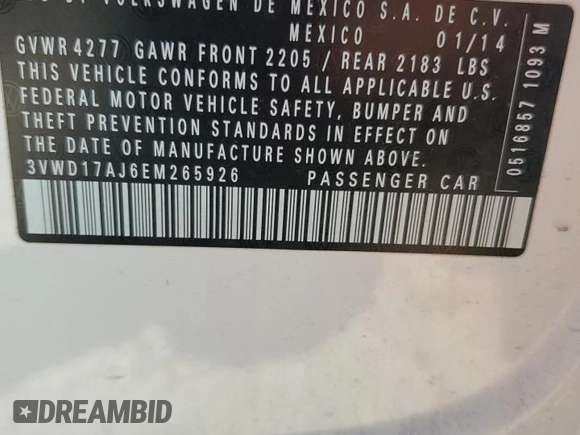 VOLKSWAGEN DE MEXICO S.A. DE C.V.
MEXICO 01/14
GVWR 4277 GAWR FRONT 2205 / REAR 2183 LBS
THIS VEHICLE CONFORMS TO ALL APPLICABLE U.S.
FEDERAL MOTOR VEHICLE SAFETY, BUMPER AND
THEFT PREVENTION STANDARDS IN EFFECT ON
THE DATE OF MANUFACTURE SHOWN ABOVE.
3VWD17AJ6EM265926 PASSENGER CAR
0516857 1093 M
DREAMBID